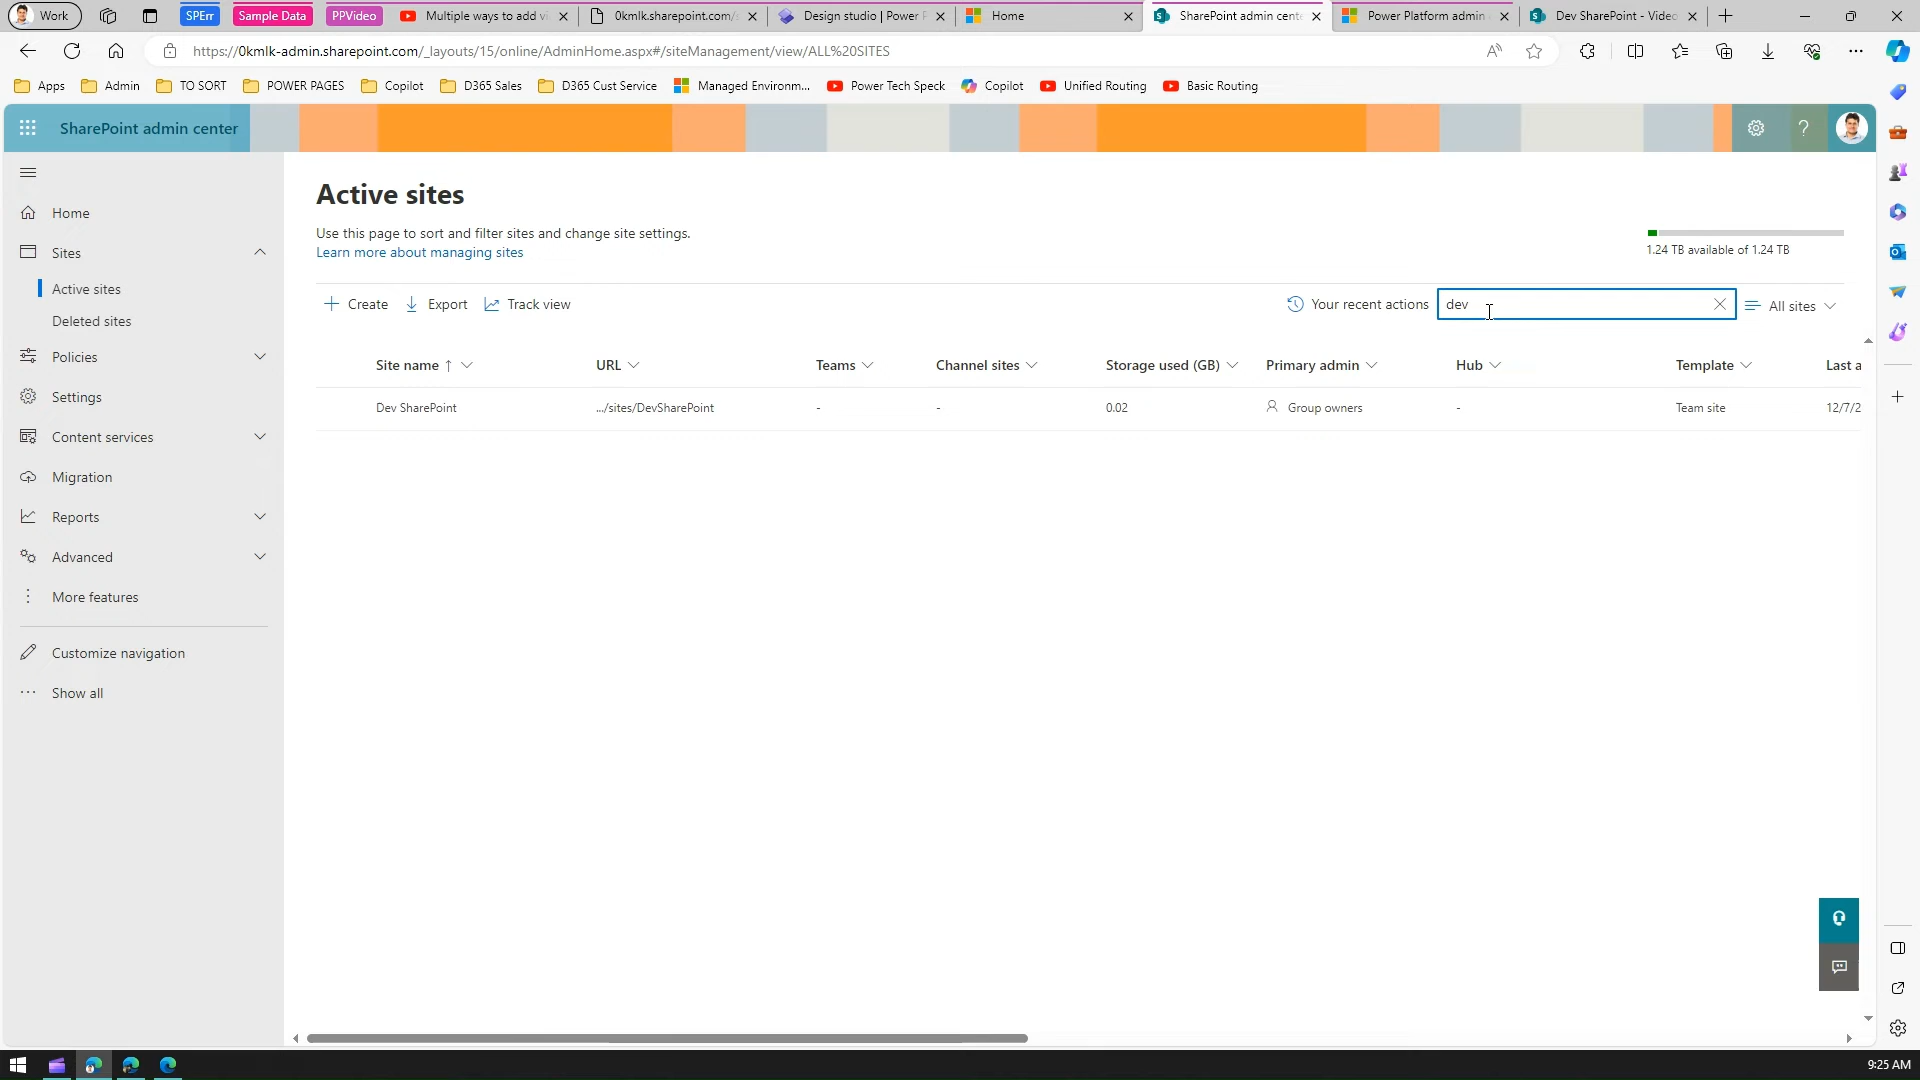 Work
SPErr
Sample Data
PPVideo
Multiple ways to add vi
0kmlk.sharepoint.com/s
Design studio | Power P
Home
SharePoint admin cente
Power Platform admin
Dev SharePoint - Video
https://0kmlk-admin.sharepoint.com/_layouts/15/online/AdminHome.aspx#/siteManagement/view/ALL%20SITES
Apps
Admin
TO SORT
POWER PAGES
Copilot
D365 Sales
D365 Cust Service
Managed Environm...
Power Tech Speck
Copilot
Unified Routing
Basic Routing
SharePoint admin center
?
Home
Sites
Active sites
Deleted sites
Policies
Settings
Content services
Migration
Reports
Advanced
More features
Customize navigation
Show all
Active sites
Use this page to sort and filter sites and change site settings.
Learn more about managing sites
1.24 TB available of 1.24 TB
Create
Export
Track view
Your recent actions
dev
All sites
Site name ↑
URL
Teams
Channel sites
Storage used (GB)
Primary admin
Hub
Template
Last a
Dev SharePoint
.../sites/DevSharePoint
-
-
0.02
Group owners
-
Team site
12/7/2
9:25 AM